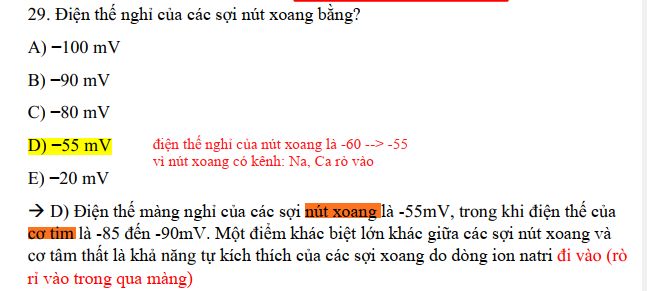 29. Điện thế nghỉ của các sợi nút xoang bằng?
A) −100 mV
B) −90 mV
C) −80 mV
D) −55 mV điện thế nghỉ của nút xoang là -60 --> -55
vì nút xoang có kênh: Na, Ca rò vào
E) −20 mV
→ D) Điện thế màng nghỉ của các sợi nút xoang là -55mV, trong khi điện thế của
cơ tim là -85 đến -90mV. Một điểm khác biệt lớn khác giữa các sợi nút xoang và
cơ tâm thất là khả năng tự kích thích của các sợi xoang do dòng ion natri đi vào (rò
rỉ vào trong qua màng)